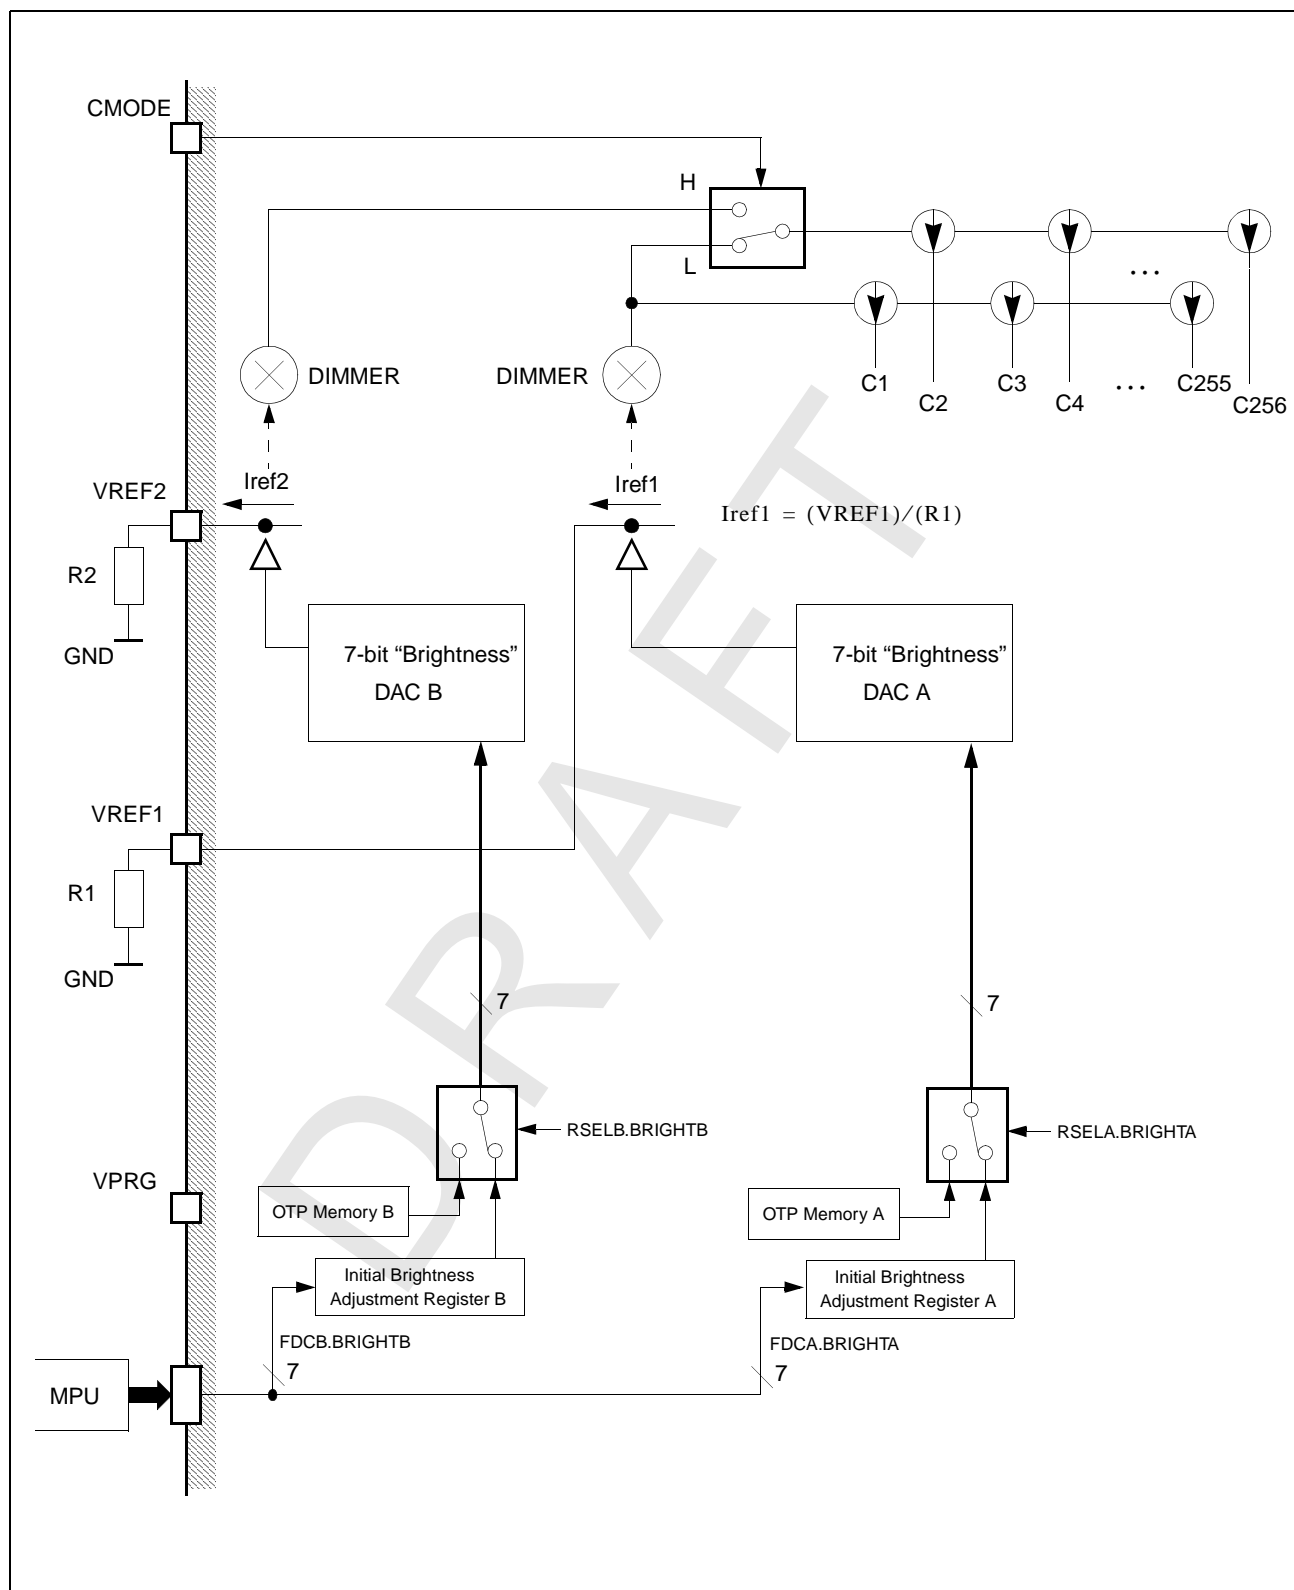 CMODE
H
L
DIMMER
DIMMER
C1
C2
C3
C4
...
...
C255
C256
Iref2
Iref1
VREF2
Iref1 = (VREF1)/(R1)
R2
GND
7-bit “Brightness”
DAC B
7-bit “Brightness”
DAC A
VREF1
R1
GND
7
7
RSELB.BRIGHTB
RSELA.BRIGHTA
VPRG
OTP Memory B
OTP Memory A
Initial Brightness
Adjustment Register B
Initial Brightness
Adjustment Register A
FDCB.BRIGHTB
7
FDCA.BRIGHTA
7
MPU
DRAFT